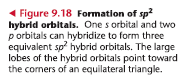 ◄ Figure 9.18 Formation of sp²
hybrid orbitals. One s orbital and two
p orbitals can hybridize to form three
equivalent sp² hybrid orbitals. The large
lobes of the hybrid orbitals point toward
the corners of an equilateral triangle.